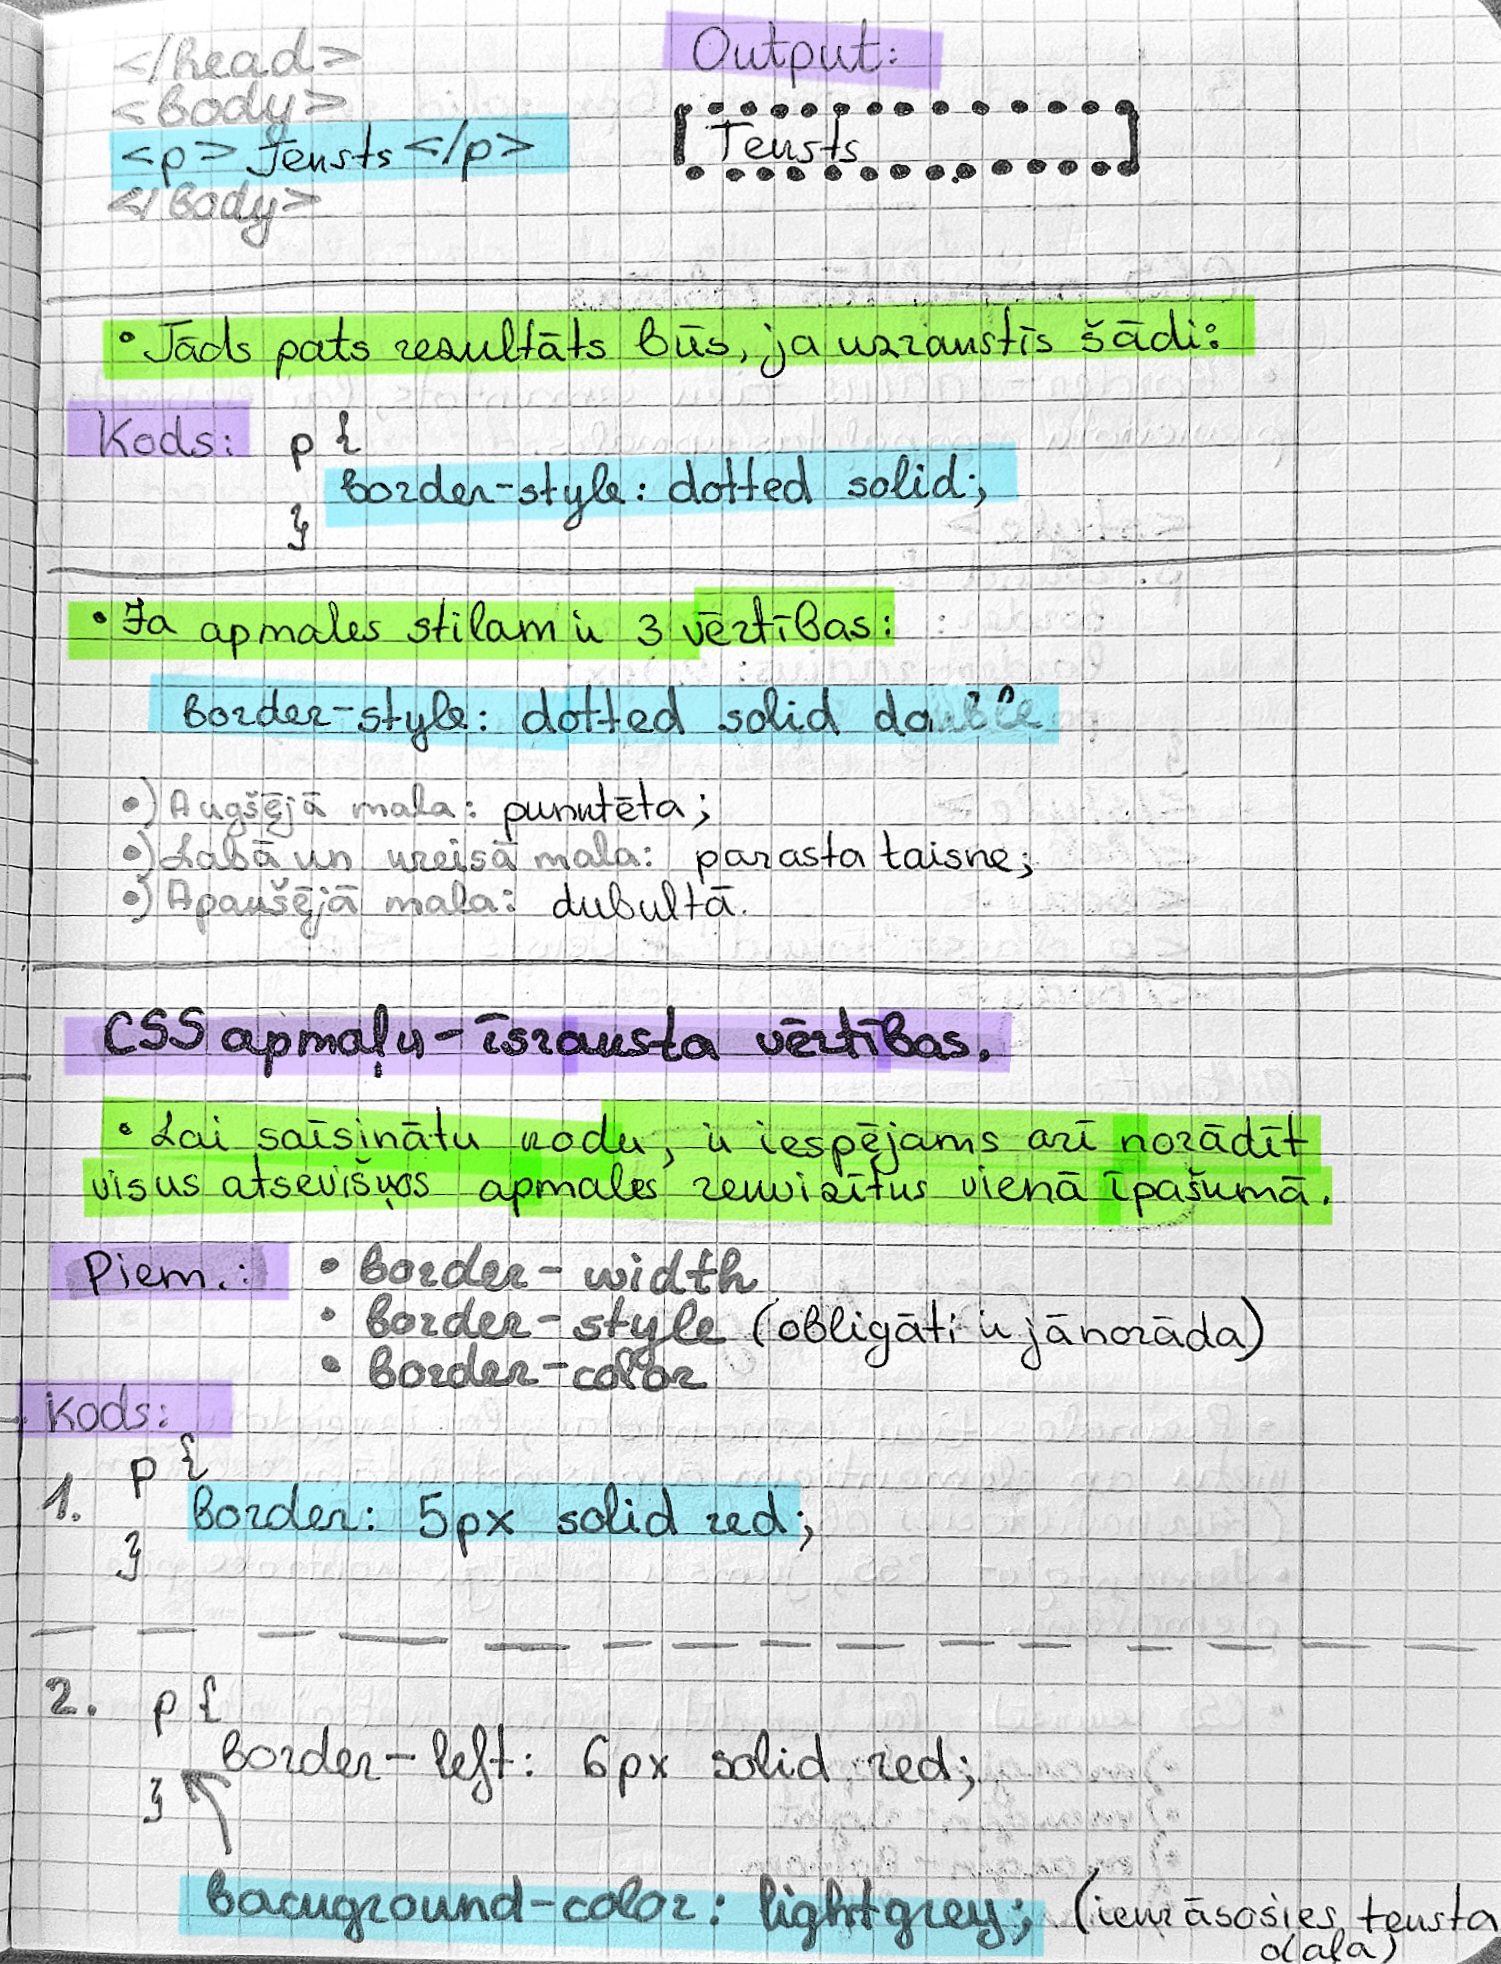 </head>
<body>
<p> Teksts </p>
</body>
Output:
Teksts
• Tāds pats rezultāts būs, ja uzrakstīs šādi:
Kods:
p {
border-style: dotted solid;
}
• Ja apmales stilam ir 3 vērtības:
border-style: dotted solid double
•) Augšējā mala: punktēta;
•) Labā un kreisā mala: parasta taisne;
•) Apakšējā mala: dubultā.
CSS apmaļu - īsraksta vērtības.
• Lai saīsinātu kodu, ir iespējams arī norādīt
visus atsevišķos apmales rekvizītus vienā īpašumā.
Piem.:
• border-width
• border-style (obligāti ir jānorāda)
• border-color
Kods:
1. p {
border: 5px solid red;
}
2. p {
border-left: 6px solid red;
}
background-color: lightgrey; (iekrāsosies teksta
daļa)